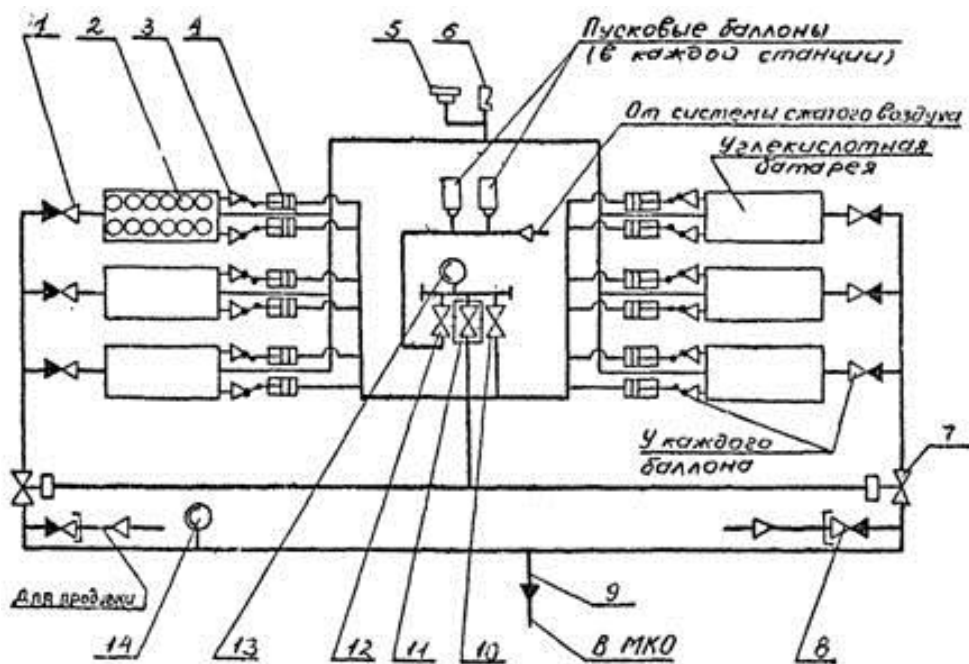 1 2 3 4
5 6
Пусковые баллоны
(в каждой станции)
От системы сжатого воздуха
Углекислотная
батарея
У каждого
баллона
7
Для продувки
14 13 12 11 10
9
В МКО
8